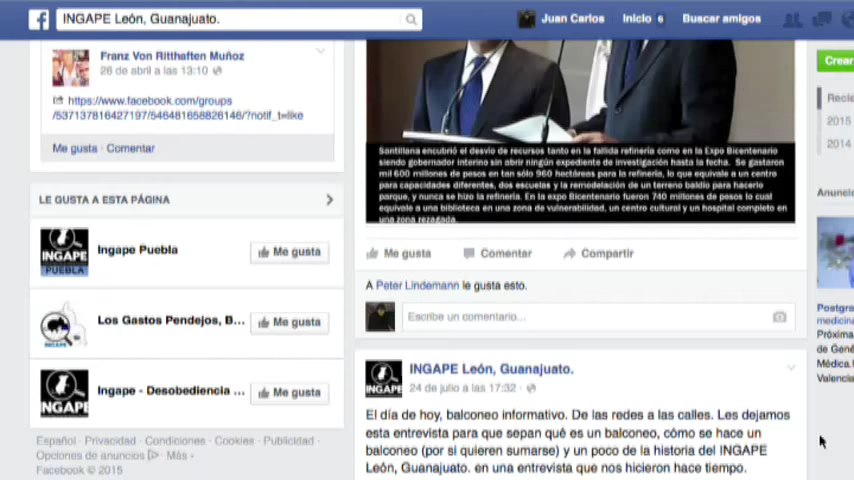 INGAPE León, Guanajuato.
Juan Carlos
Inicio 6
Buscar amigos
Franz Von Ritthaften Muñoz
26 de abril a las 13:10
https://www.facebook.com/groups
/537137816427197/546481658826146/?notif_t=like
Me gusta · Comentar
LE GUSTA A ESTA PÁGINA
INGAPE
PUEBLA
Ingape Puebla
Me gusta
Los Gastos Pendejos, B...
Me gusta
INGAPE
Ingape - Desobediencia ...
Me gusta
Español · Privacidad · Condiciones · Cookies · Publicidad ·
Opciones de anuncios · Más ·
Facebook © 2015
Santillana encubrió el desvío de recursos tanto en la fallida refinería como en la Expo Bicentenario
siendo gobernador interino sin abrir ningún expediente de investigación hasta la fecha. Se gastaron
mil 600 millones de pesos en tan sólo 960 hectáreas para la refinería, lo que equivale a un centro
para capacidades diferentes, dos escuelas y la remodelación de un terreno baldío para hacerlo
parque, y nunca se hizo la refinería. En la expo Bicentenario fueron 740 millones de pesos lo cual
equivale a una biblioteca en una zona de vulnerabilidad, un centro cultural y un hospital completo en
una zona rezagada.
Me gusta
Comentar
Compartir
A Peter Lindemann le gusta esto.
Escribe un comentario...
INGAPE
INGAPE León, Guanajuato.
24 de julio a las 17:32 ·
El día de hoy, balconeo informativo. De las redes a las calles. Les dejamos
esta entrevista para que sepan qué es un balconeo, cómo se hace un
balconeo (por si quieren sumarse) y un poco de la historia del INGAPE
León, Guanajuato. en una entrevista que nos hicieron hace tiempo.
Crear
Recie
2015
2014
Anuncio
Postgra
medicina
Próxima
de Gené
Médica.
Valencia